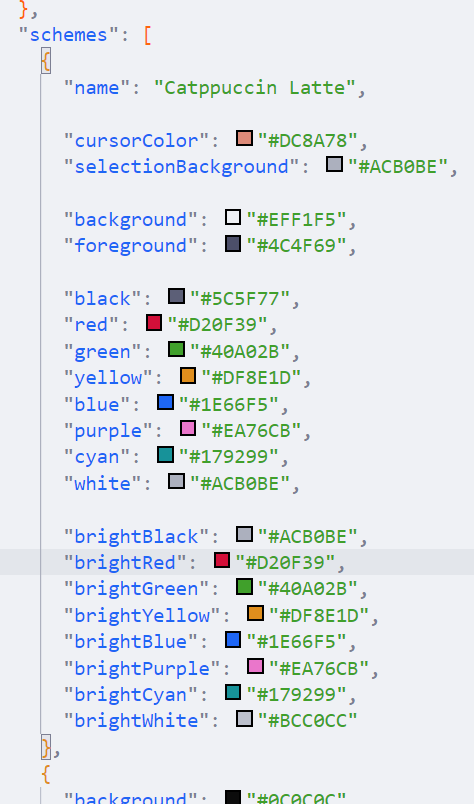 },
"schemes": [
{
"name": "Catppuccin Latte",
"cursorColor": "#DC8A78",
"selectionBackground": "#ACB0BE",
"background": "#EFF1F5",
"foreground": "#4C4F69",
"black": "#5C5F77",
"red": "#D20F39",
"green": "#40A02B",
"yellow": "#DF8E1D",
"blue": "#1E66F5",
"purple": "#EA76CB",
"cyan": "#179299",
"white": "#ACB0BE",
"brightBlack": "#ACB0BE",
"brightRed": "#D20F39",
"brightGreen": "#40A02B",
"brightYellow": "#DF8E1D",
"brightBlue": "#1E66F5",
"brightPurple": "#EA76CB",
"brightCyan": "#179299",
"brightWhite": "#BCC0CC"
},
{
"background": "#0C0C0C"